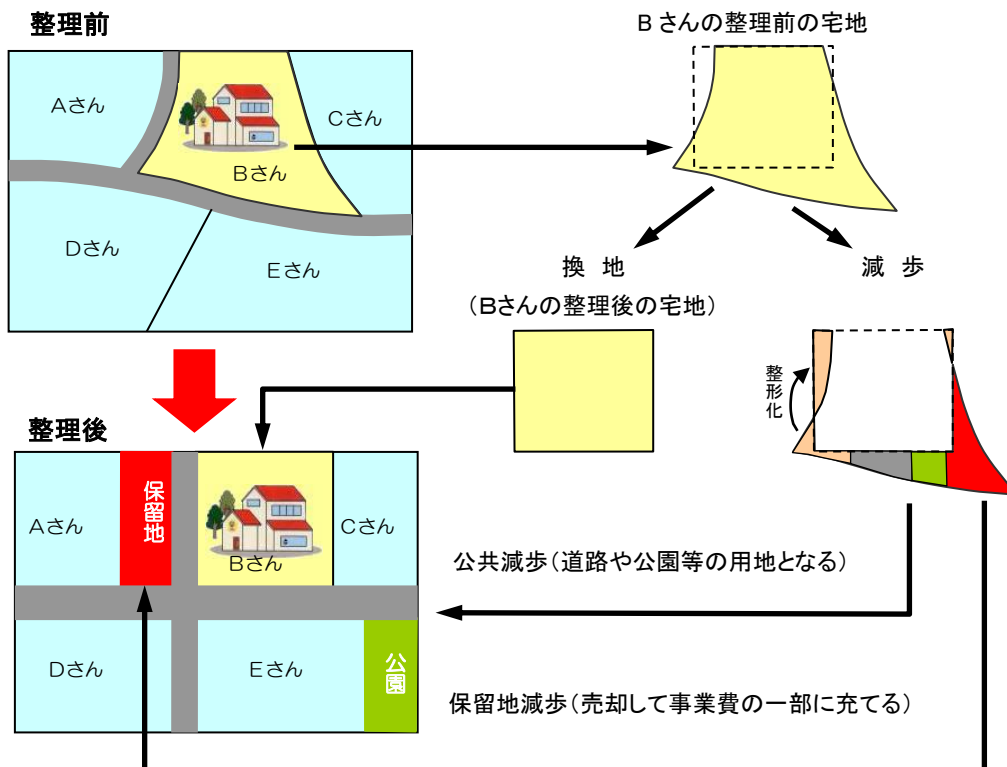 整理前
Bさんの整理前の宅地
Aさん
Bさん
Cさん
Dさん
Eさん
換 地
(Bさんの整理後の宅地)
減 歩
整形化
整理後
Aさん
保留地
Bさん
Cさん
Dさん
Eさん
公園
公共減歩(道路や公園等の用地となる)
保留地減歩(売却して事業費の一部に充てる)